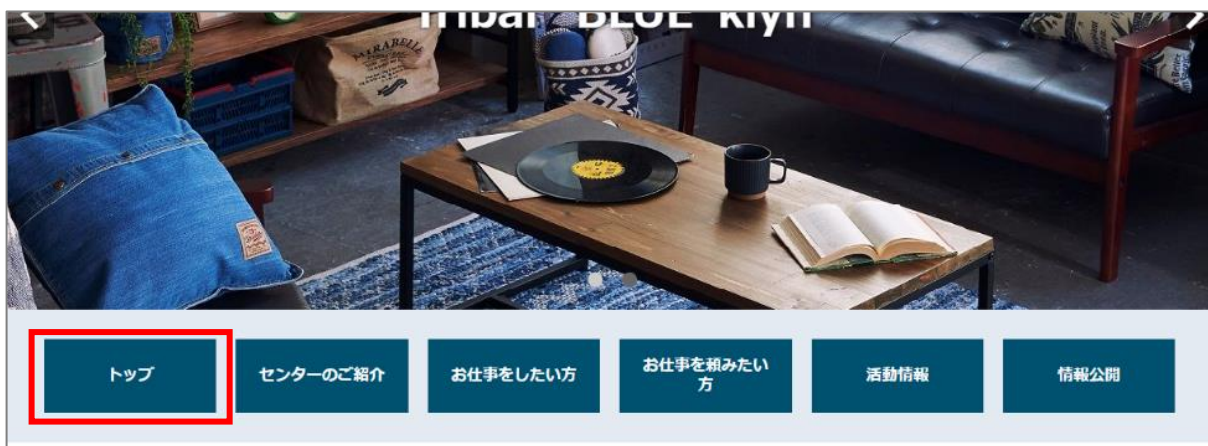 Tribal BLUE klyn
MIRABELLE
トップ
センターのご紹介
お仕事をしたい方
お仕事を頼みたい
方
活動情報
情報公開